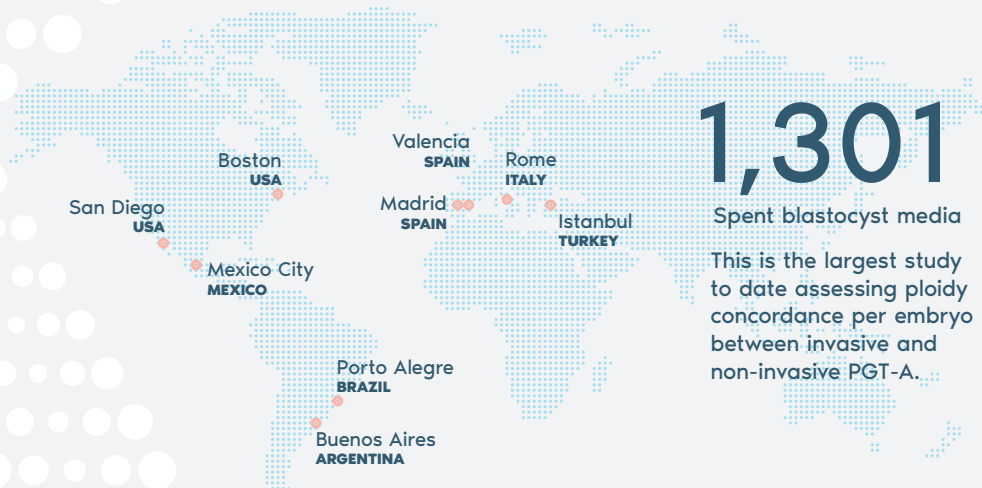 Boston
USA
San Diego
USA
Mexico City
MEXICO
Porto Alegre
BRAZIL
Buenos Aires
ARGENTINA
Valencia
SPAIN
Madrid
SPAIN
Rome
ITALY
Istanbul
TURKEY
1,301
Spent blastocyst media
This is the largest study
to date assessing ploidy
concordance per embryo
between invasive and
non-invasive PGT-A.